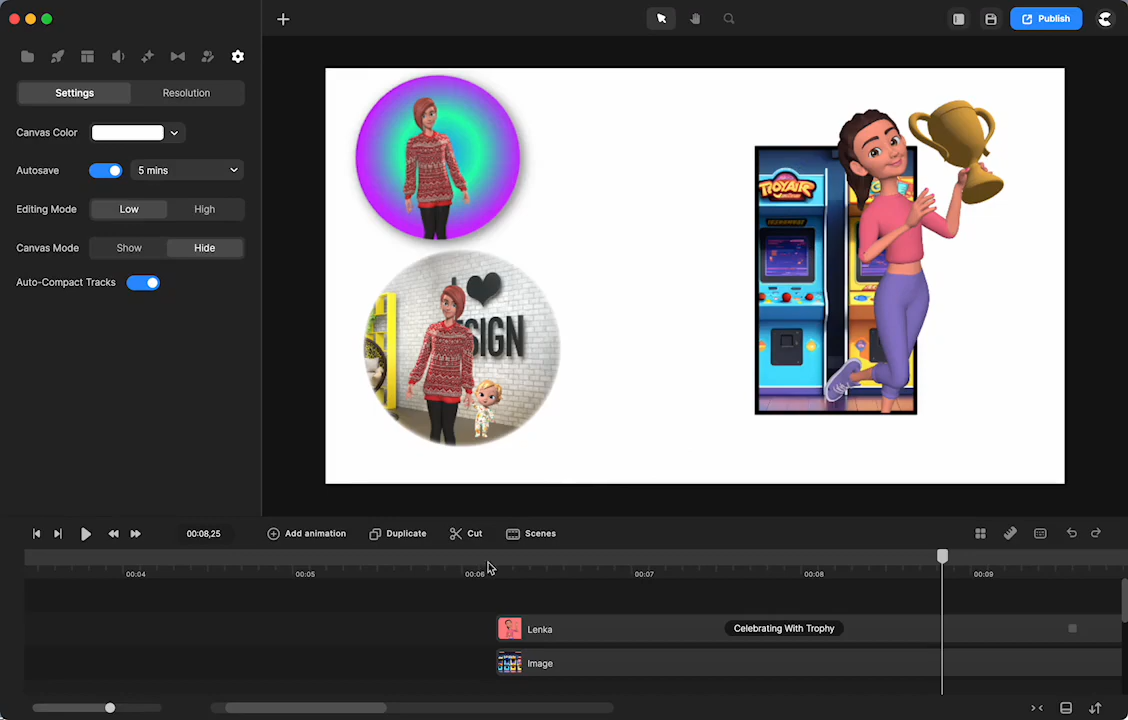 Publish
Settings
Resolution
Canvas Color
Autosave
5 mins
Editing Mode
Low
High
Canvas Mode
Show
Hide
Auto-Compact Tracks
SIGN
00:08,25
Add animation
Duplicate
Cut
Scenes
00:04
00:05
00:06
00:07
00:08
00:09
Lenka
Celebrating With Trophy
Image